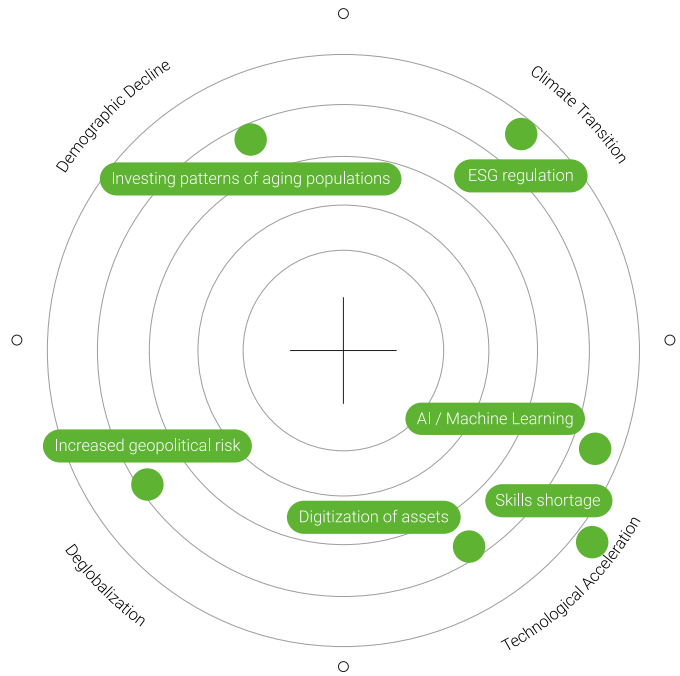 Demographic Decline
Climate Transition
Investing patterns of aging populations
ESG regulation
AI / Machine Learning
Increased geopolitical risk
Skills shortage
Digitization of assets
Deglobalization
Technological Acceleration